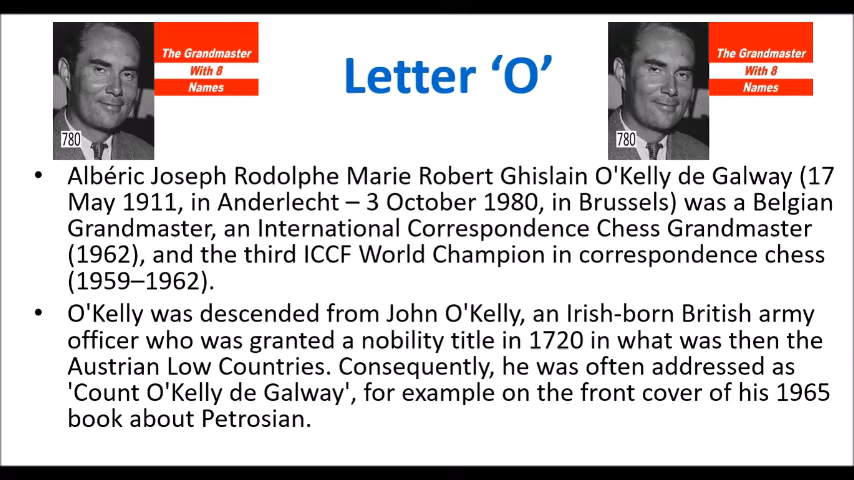 The Grandmaster
With 8
Names
780
Letter ‘O’
The Grandmaster
With 8
Names
780
• Albéric Joseph Rodolphe Marie Robert Ghislain O'Kelly de Galway (17
May 1911, in Anderlecht – 3 October 1980, in Brussels) was a Belgian
Grandmaster, an International Correspondence Chess Grandmaster
(1962), and the third ICCF World Champion in correspondence chess
(1959–1962).
• O'Kelly was descended from John O'Kelly, an Irish-born British army
officer who was granted a nobility title in 1720 in what was then the
Austrian Low Countries. Consequently, he was often addressed as
'Count O'Kelly de Galway', for example on the front cover of his 1965
book about Petrosian.